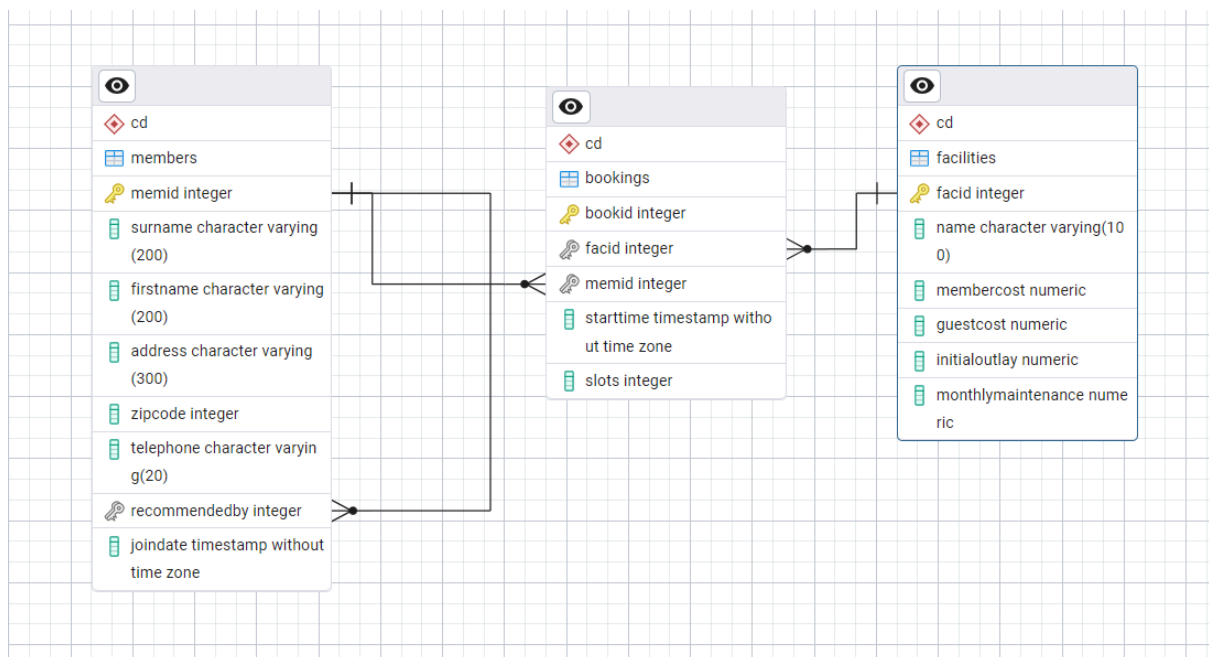 cd
members
memid integer
surname character varying
(200)
firstname character varying
(200)
address character varying
(300)
zipcode integer
telephone character varyin
g(20)
recommendedby integer
joindate timestamp without
time zone
cd
bookings
bookid integer
facid integer
memid integer
starttime timestamp witho
ut time zone
slots integer
cd
facilities
facid integer
name character varying(10
0)
membercost numeric
guestcost numeric
initialoutlay numeric
monthlymaintenance nume
ric